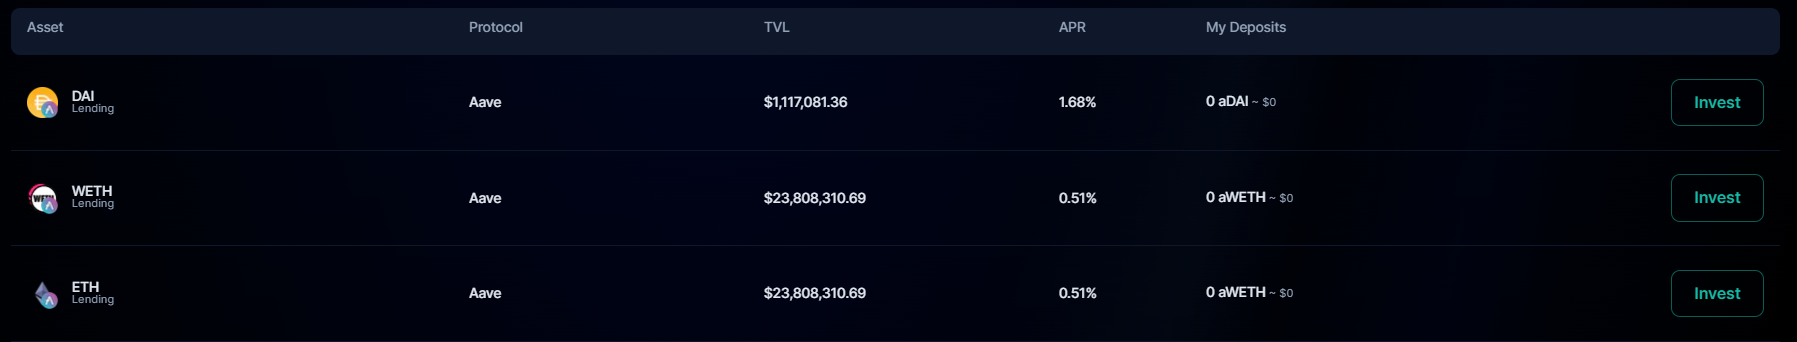 Asset Protocol TVL APR My Deposits
DAI
Lending
Aave $1,117,081.36 1.68% 0 aDAI ~ $0 Invest
WETH
Lending
Aave $23,808,310.69 0.51% 0 aWETH ~ $0 Invest
ETH
Lending
Aave $23,808,310.69 0.51% 0 aWETH ~ $0 Invest